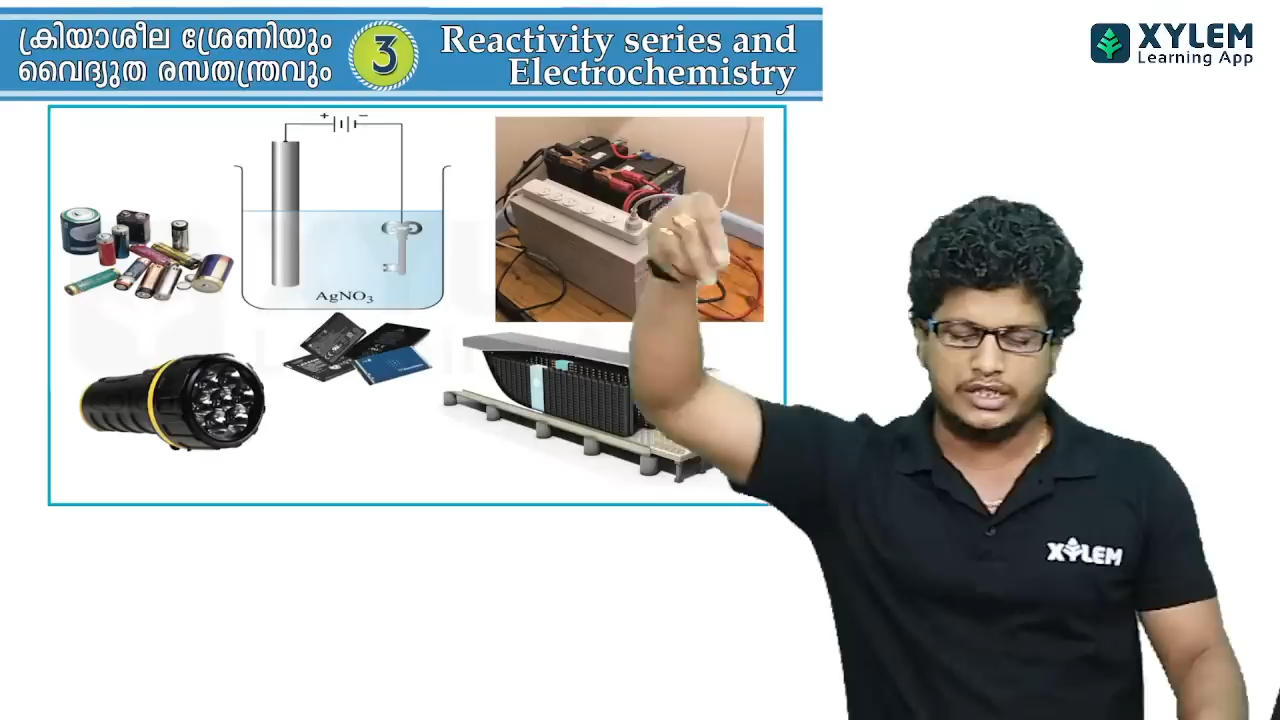 ക്രിയാശീല ശ്രേണിയും
വൈദ്യുത രസതന്ത്രവും
3
Reactivity series and
Electrochemistry
XYLEM
Learning App
+
−
AgNO₃
XYLEM